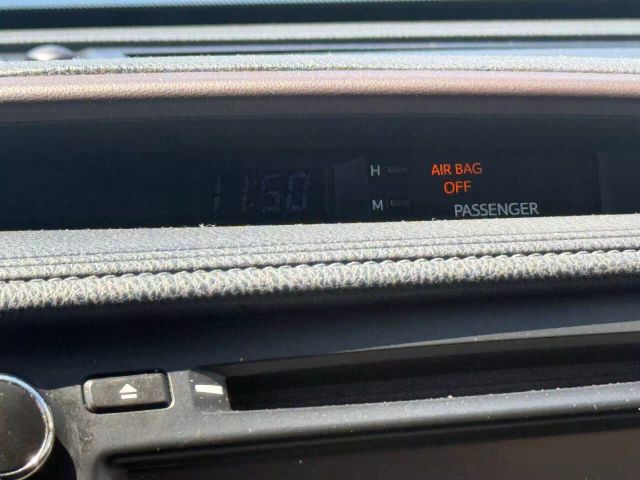 11:50
H
AIR BAG
OFF
M
PASSENGER